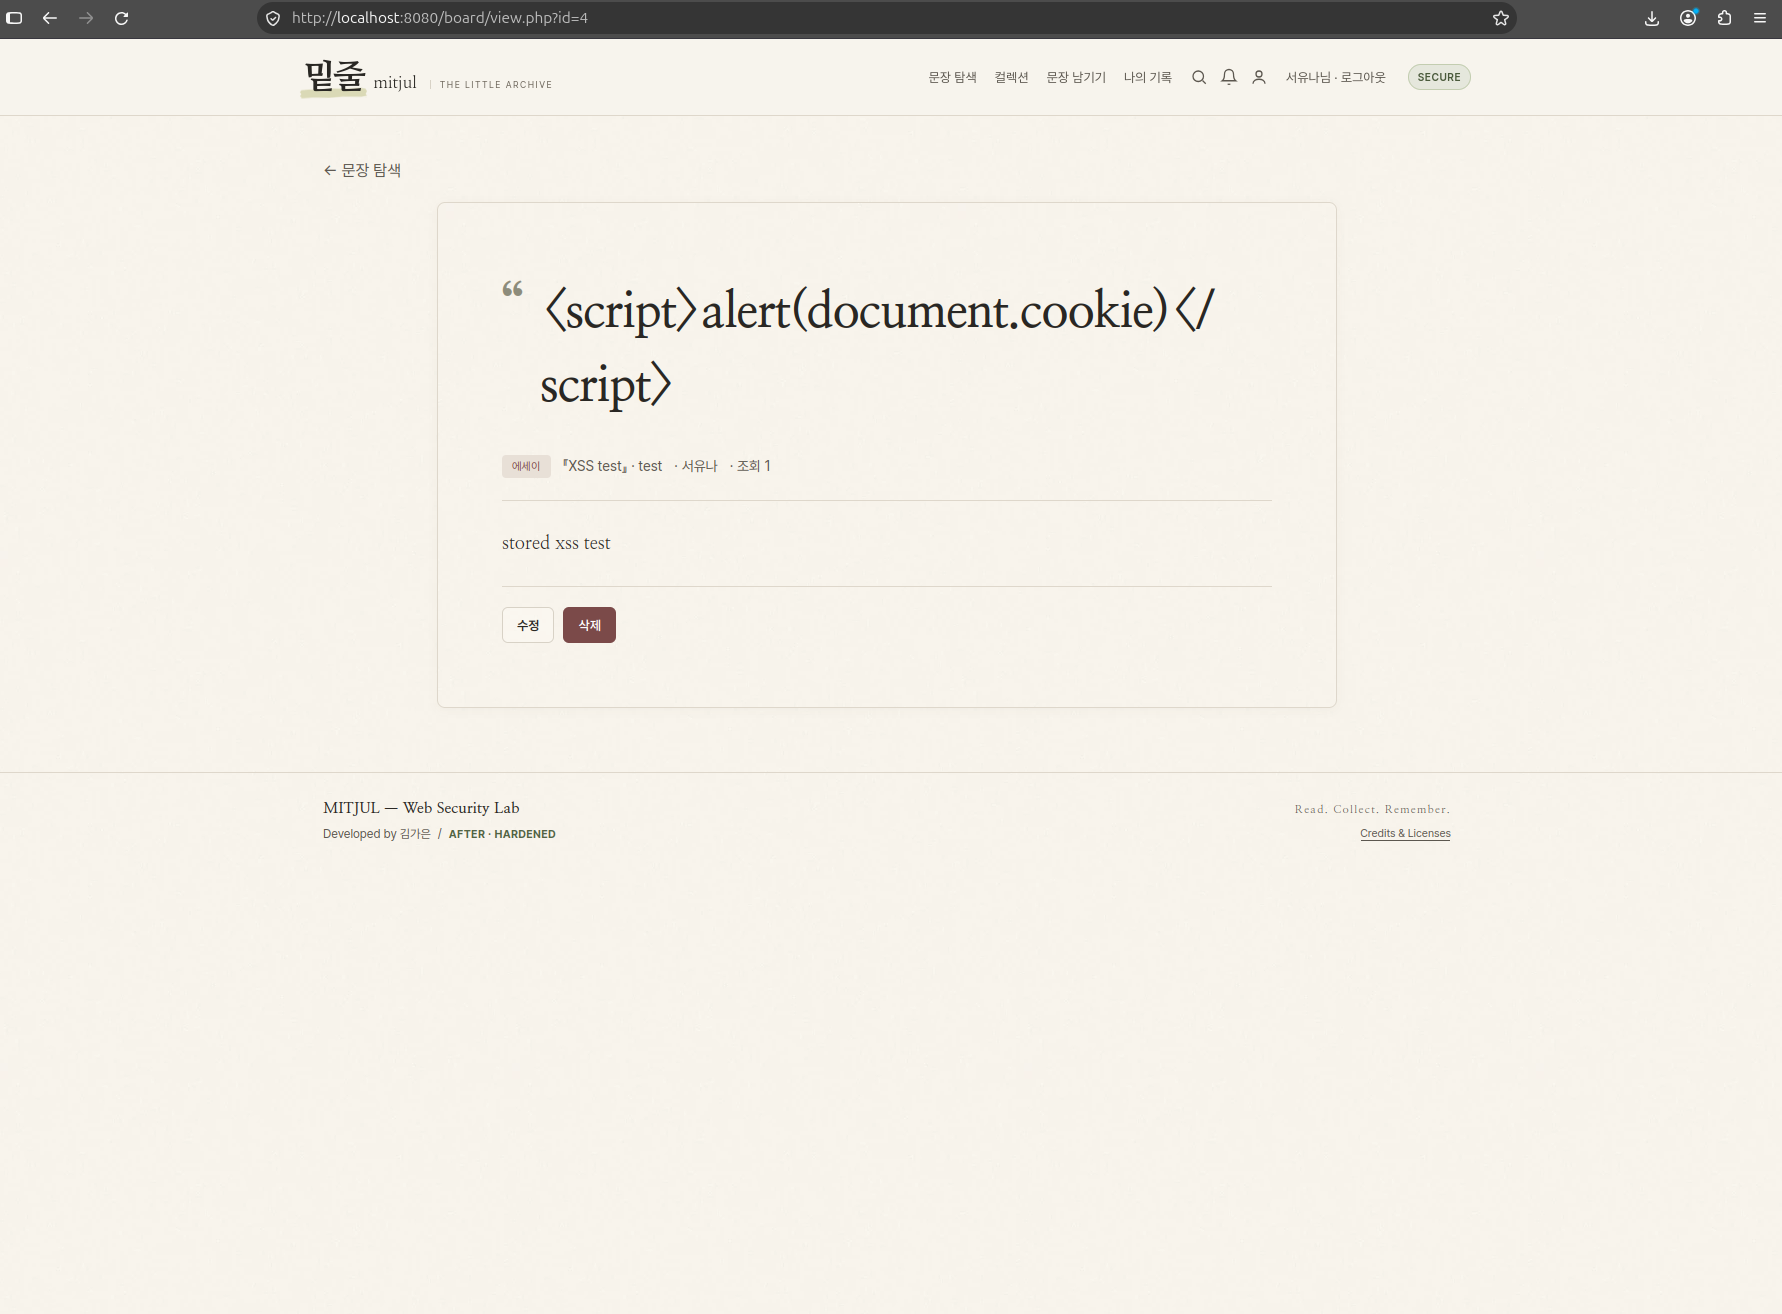 http://localhost:8080/board/view.php?id=4
밑줄 mitjul THE LITTLE ARCHIVE
문장 탐색 컬렉션 문장 남기기 나의 기록 서유나님 · 로그아웃 SECURE
← 문장 탐색
“ <script>alert(document.cookie)</
script>
에세이 『XSS test』 · test · 서유나 · 조회 1
stored xss test
수정 삭제
MITJUL — Web Security Lab
Developed by 김가은 / AFTER · HARDENED
Read. Collect. Remember.
Credits & Licenses